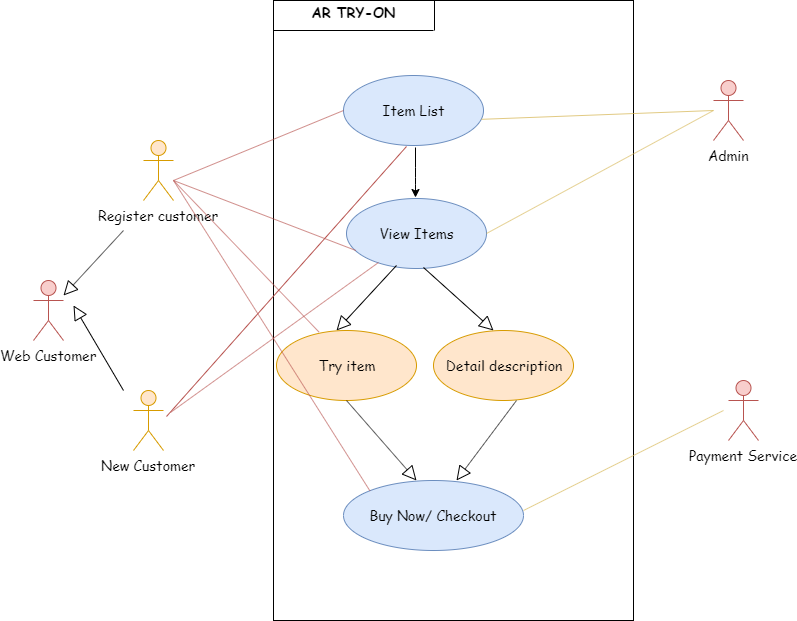 AR TRY-ON
Item List
Admin
Register customer
View Items
Web Customer
Try item
Detail description
New Customer
Payment Service
Buy Now/ Checkout